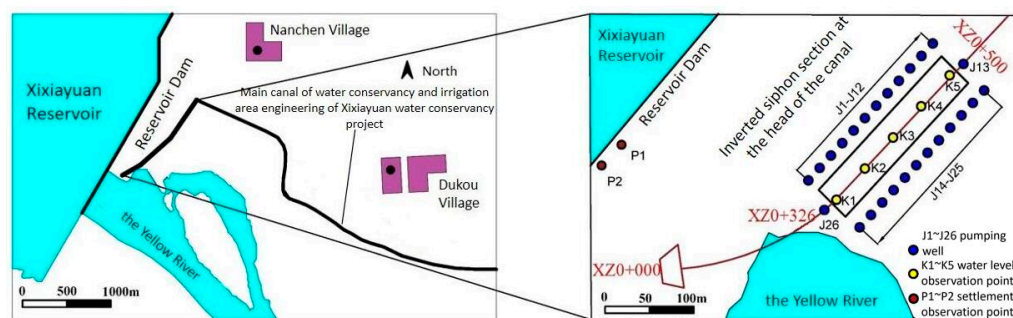 Xixiayuan
Reservoir
Reservoir Dam
Nanchen Village
North
Main canal of water conservancy and irrigation
area engineering of Xixiayuan water conservancy
project
Dukou
Village
the Yellow River
0 500 1000m
Xixiayuan
Reservoir
Reservoir Dam
P1
P2
Inverted siphon section at
the head of the canal
J1-J12
XZ0+500
J13
K5
K4
K3
K2
K1
J14-J25
J26
XZ0+326
XZ0+000
the Yellow River
0 50 100m
J1~J26 pumping
well
K1~K5 water level
observation point
P1~P2 settlement
observation point